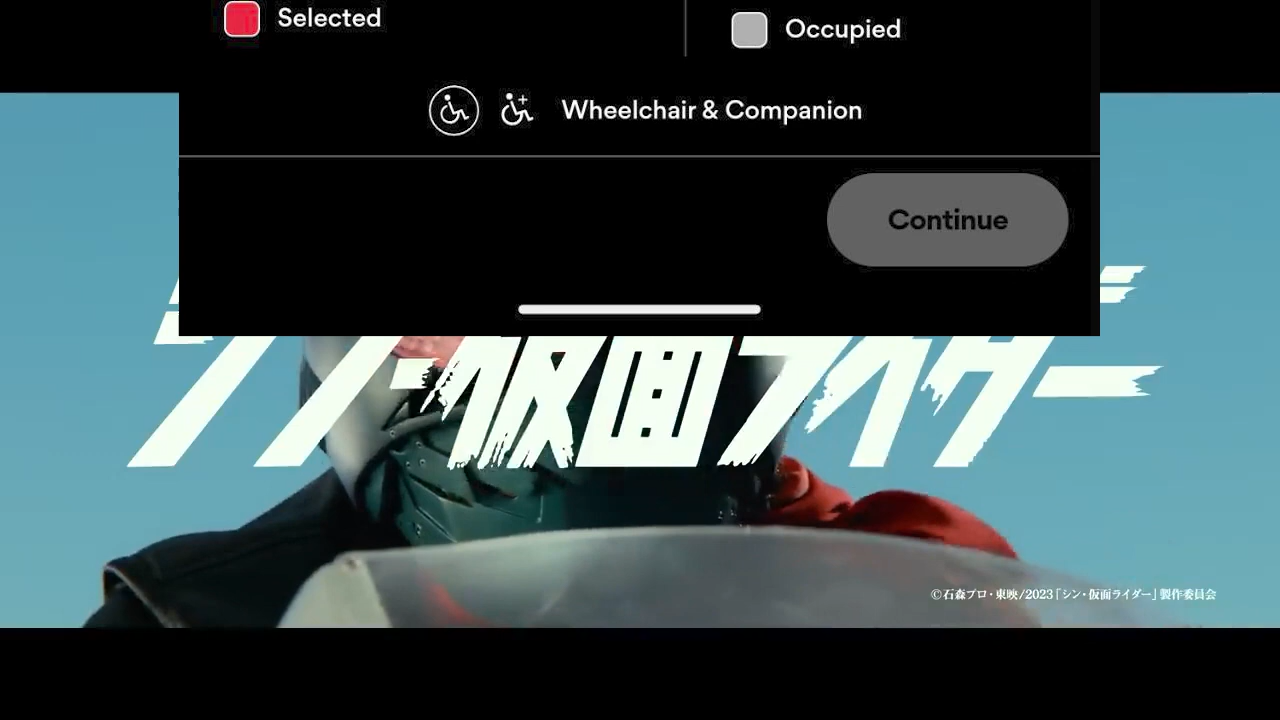 Selected
Occupied
Wheelchair & Companion
Continue
シン・仮面ライダー
©石森プロ・東映/2023「シン・仮面ライダー」製作委員会